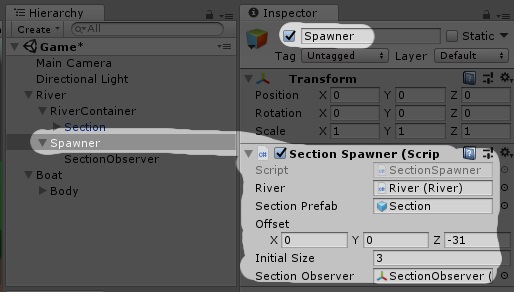 Hierarchy
Create All
Game*
Main Camera
Directional Light
River
RiverContainer
Section
Spawner
SectionObserver
Boat
Body
Inspector
Spawner Static
Tag Untagged Layer Default
Transform
Position X 0 Y 0 Z 0
Rotation X 0 Y 0 Z 0
Scale X 1 Y 1 Z 1
Section Spawner (Scrip
Script SectionSpawner
River River (River)
Section Prefab Section
Offset
X 0 Y 0 Z -31
Initial Size 3
Section Observer SectionObserver (